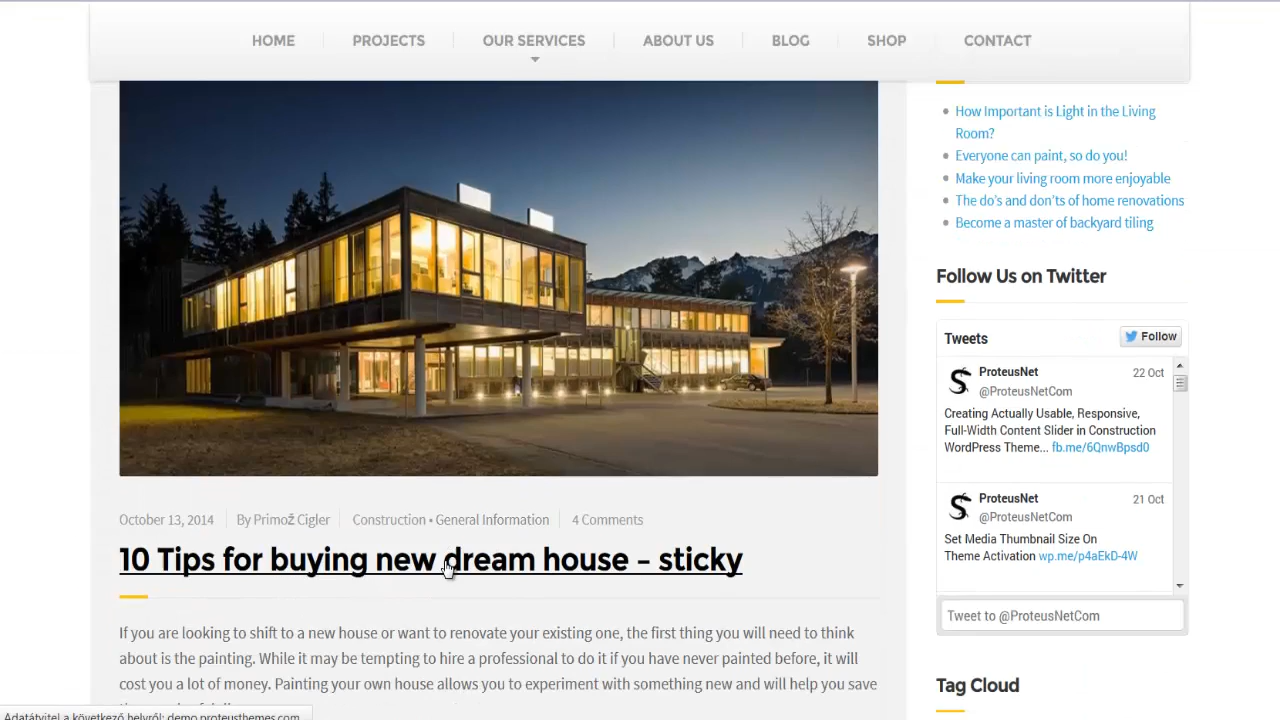 HOME PROJECTS OUR SERVICES ABOUT US BLOG SHOP CONTACT
October 13, 2014 By Primož Cigler Construction • General Information 4 Comments
10 Tips for buying new dream house – sticky
If you are looking to shift to a new house or want to renovate your existing one, the first thing you will need to think
about is the painting. While it may be tempting to hire a professional to do it if you have never painted before, it will
cost you a lot of money. Painting your own house allows you to experiment with something new and will help you save
How Important is Light in the Living
Room?
Everyone can paint, so do you!
Make your living room more enjoyable
The do's and don'ts of home renovations
Become a master of backyard tiling
Follow Us on Twitter
Tweets Follow
ProteusNet 22 Oct
@ProteusNetCom
Creating Actually Usable, Responsive,
Full-Width Content Slider in Construction
WordPress Theme... fb.me/6QnwBpsd0
ProteusNet 21 Oct
@ProteusNetCom
Set Media Thumbnail Size On
Theme Activation wp.me/p4aEkD-4W
Tweet to @ProteusNetCom
Tag Cloud
Adatátvitel a következő helyről: demo.proteusthemes.com